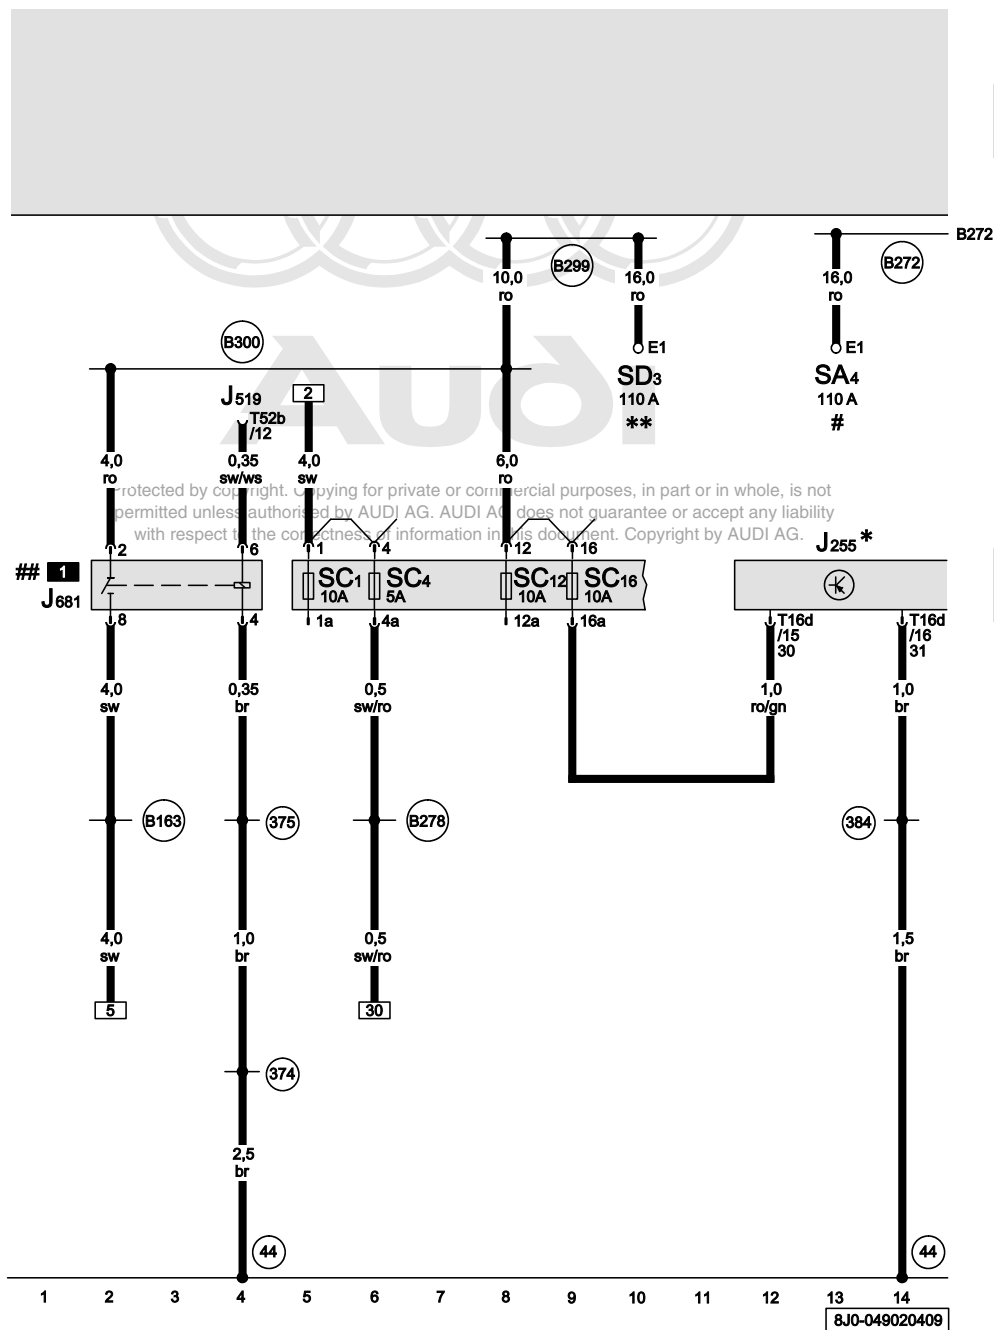 B272
B299
B272
10,0
ro
16,0
ro
16,0
ro
B300
E1
E1
SD3
110 A
**
SA4
110 A
#
Audi
J519
T52b
/12
2
4,0
ro
0,35
sw/ws
4,0
sw
6,0
ro
Protected by copyright. Copying for private or commercial purposes, in part or in whole, is not
permitted unless authorised by AUDI AG. AUDI AG does not guarantee or accept any liability
with respect to the correctness of information in this document. Copyright by AUDI AG.
J255 *
2
6
1
4
12
16
## 1
J681
SC1
10A
SC4
5A
SC12
10A
SC16
10A
8
4
1a
4a
12a
16a
T16d
/15
30
T16d
/16
31
4,0
sw
0,35
br
0,5
sw/ro
1,0
ro/gn
1,0
br
B163
375
B278
384
4,0
sw
1,0
br
0,5
sw/ro
1,5
br
5
30
374
2,5
br
44
44
1 2 3 4 5 6 7 8 9 10 11 12 13 14
8J0-049020409